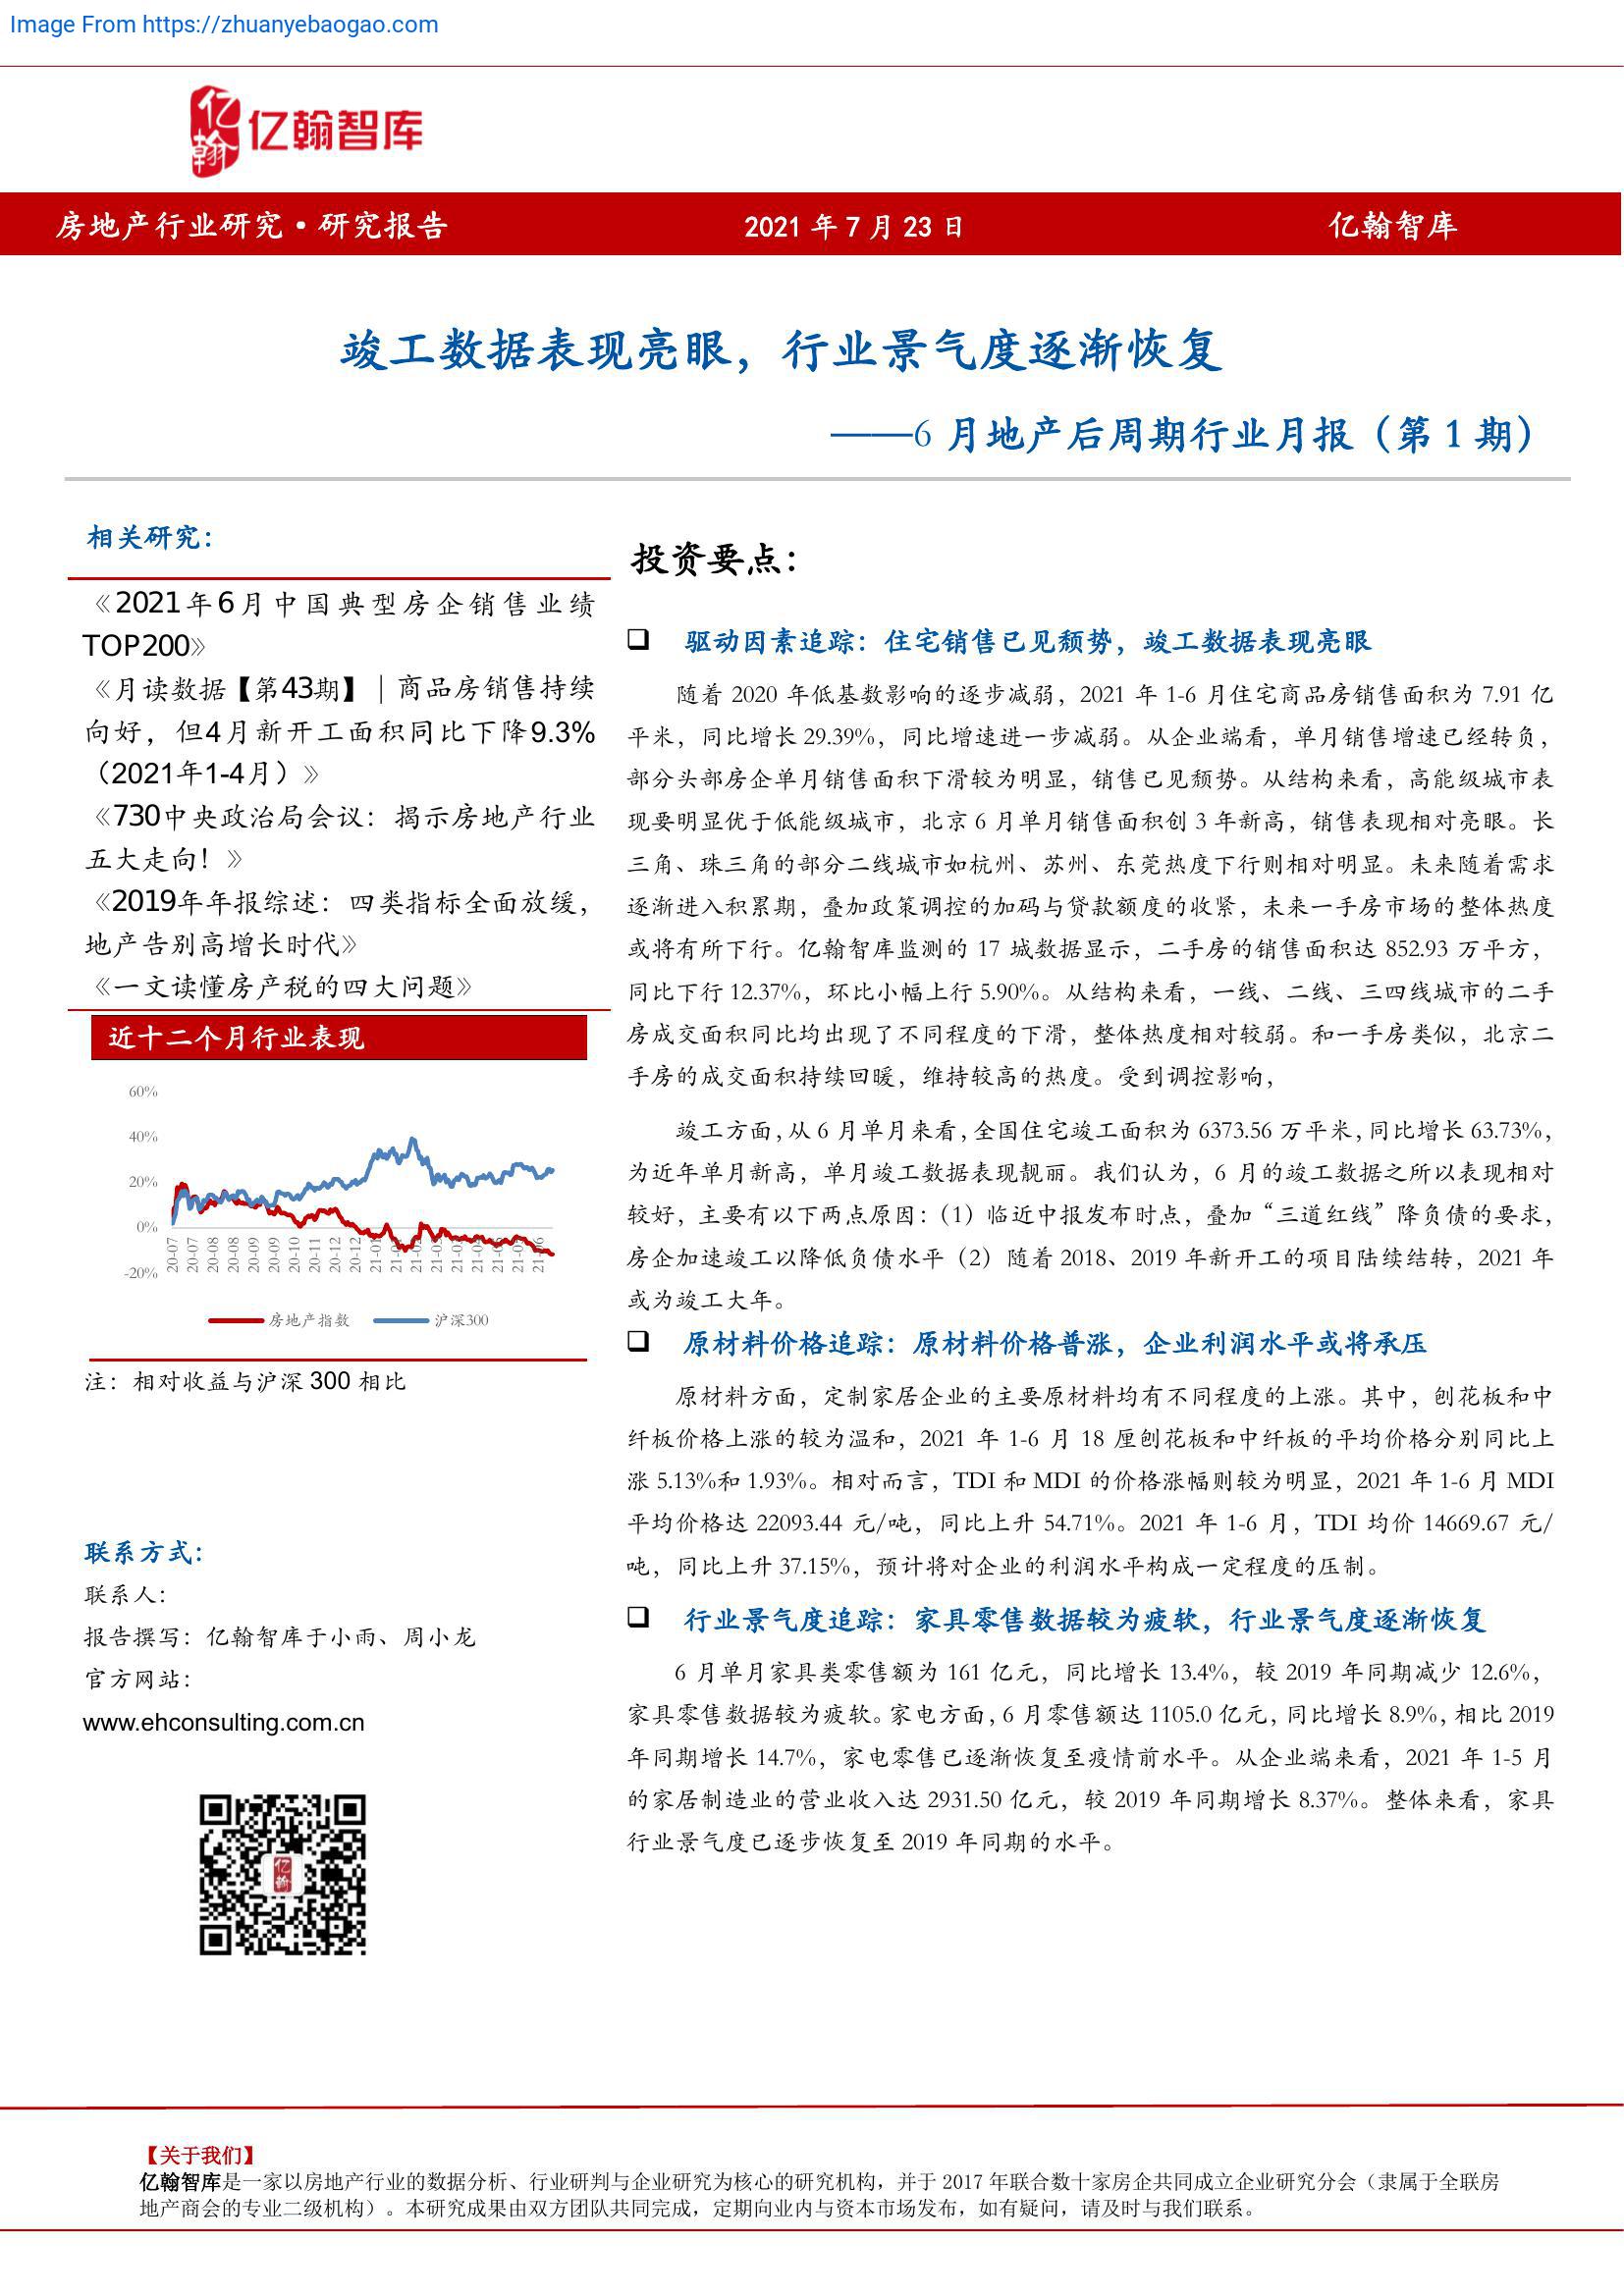 Image From https://zhuanyebaogao.com
亿翰
亿翰智库
房地产行业研究·研究报告
2021 年 7 月 23 日
亿翰智库
竣工数据表现亮眼，行业景气度逐渐恢复
——6 月地产后周期行业月报（第 1 期）
相关研究：
《2021年6月中国典型房企销售业绩
TOP200》
《月读数据【第43期】｜商品房销售持续
向好，但4月新开工面积同比下降9.3%
（2021年1-4月）》
《730中央政治局会议：揭示房地产行业
五大走向！》
《2019年年报综述：四类指标全面放缓，
地产告别高增长时代》
《一文读懂房产税的四大问题》
近十二个月行业表现
60%
40%
20%
0%
-20%
20-07
20-07
20-08
20-08
20-09
20-09
20-10
20-11
20-12
20-12
21-01
21-02
21-03
21-03
21-04
21-05
21-06
房地产指数
沪深300
注：相对收益与沪深 300 相比
联系方式：
联系人：
报告撰写：亿翰智库于小雨、周小龙
官方网站：
www.ehconsulting.com.cn
亿翰
投资要点：
❑ 驱动因素追踪：住宅销售已见颓势，竣工数据表现亮眼
随着 2020 年低基数影响的逐步减弱，2021 年 1-6 月住宅商品房销售面积为 7.91 亿
平米，同比增长 29.39%，同比增速进一步减弱。从企业端看，单月销售增速已经转负，
部分头部房企单月销售面积下滑较为明显，销售已见颓势。从结构来看，高能级城市表
现要明显优于低能级城市，北京 6 月单月销售面积创 3 年新高，销售表现相对亮眼。长
三角、珠三角的部分二线城市如杭州、苏州、东莞热度下行则相对明显。未来随着需求
逐渐进入积累期，叠加政策调控的加码与贷款额度的收紧，未来一手房市场的整体热度
或将有所下行。亿翰智库监测的 17 城数据显示，二手房的销售面积达 852.93 万平方，
同比下行 12.37%，环比小幅上行 5.90%。从结构来看，一线、二线、三四线城市的二手
房成交面积同比均出现了不同程度的下滑，整体热度相对较弱。和一手房类似，北京二
手房的成交面积持续回暖，维持较高的热度。受到调控影响，
竣工方面，从 6 月单月来看，全国住宅竣工面积为 6373.56 万平米，同比增长 63.73%，
为近年单月新高，单月竣工数据表现靓丽。我们认为，6 月的竣工数据之所以表现相对
较好，主要有以下两点原因：（1）临近中报发布时点，叠加“三道红线”降负债的要求，
房企加速竣工以降低负债水平（2）随着 2018、2019 年新开工的项目陆续结转，2021 年
或为竣工大年。
❑ 原材料价格追踪：原材料价格普涨，企业利润水平或将承压
原材料方面，定制家居企业的主要原材料均有不同程度的上涨。其中，刨花板和中
纤板价格上涨的较为温和，2021 年 1-6 月 18 厘刨花板和中纤板的平均价格分别同比上
涨 5.13%和 1.93%。相对而言，TDI 和 MDI 的价格涨幅则较为明显，2021 年 1-6 月 MDI
平均价格达 22093.44 元/吨，同比上升 54.71%。2021 年 1-6 月，TDI 均价 14669.67 元/
吨，同比上升 37.15%，预计将对企业的利润水平构成一定程度的压制。
❑ 行业景气度追踪：家具零售数据较为疲软，行业景气度逐渐恢复
6 月单月家具类零售额为 161 亿元，同比增长 13.4%，较 2019 年同期减少 12.6%，
家具零售数据较为疲软。家电方面，6 月零售额达 1105.0 亿元，同比增长 8.9%，相比 2019
年同期增长 14.7%，家电零售已逐渐恢复至疫情前水平。从企业端来看，2021 年 1-5 月
的家居制造业的营业收入达 2931.50 亿元，较 2019 年同期增长 8.37%。整体来看，家具
行业景气度已逐步恢复至 2019 年同期的水平。
【关于我们】
亿翰智库是一家以房地产行业的数据分析、行业研判与企业研究为核心的研究机构，并于 2017 年联合数十家房企共同成立企业研究分会（隶属于全联房
地产商会的专业二级机构）。本研究成果由双方团队共同完成，定期向业内与资本市场发布，如有疑问，请及时与我们联系。